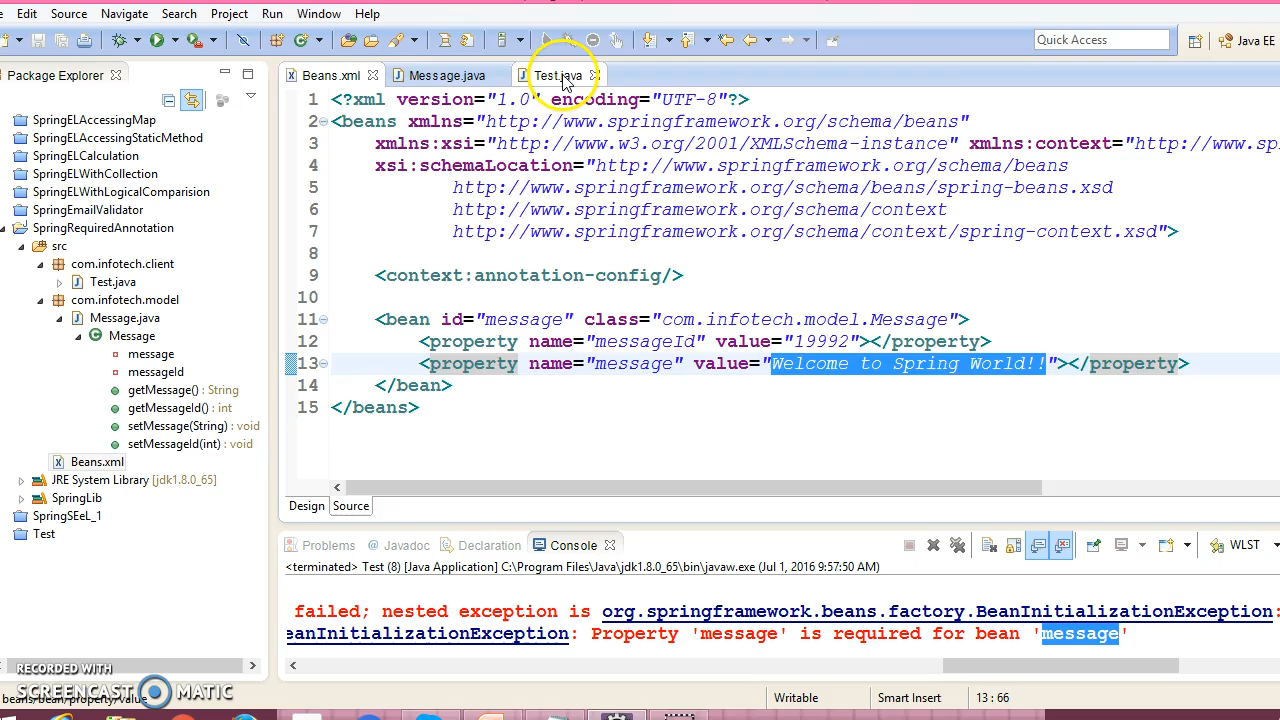 Edit Source Navigate Search Project Run Window Help
Quick Access
Java EE
Package Explorer
SpringELAccessingMap
SpringELAccessingStaticMethod
SpringELCalculation
SpringELWithCollection
SpringELWithLogicalComparision
SpringEmailValidator
SpringRequiredAnnotation
src
com.infotech.client
Test.java
com.infotech.model
Message.java
Message
message
messageId
getMessage() : String
getMessageId() : int
setMessage(String) : void
setMessageId(int) : void
Beans.xml
JRE System Library [jdk1.8.0_65]
SpringLib
SpringSEeL_1
Test
Beans.xml Message.java Test.java
1 <?xml version="1.0" encoding="UTF-8"?>
2 <beans xmlns="http://www.springframework.org/schema/beans"
3 xmlns:xsi="http://www.w3.org/2001/XMLSchema-instance" xmlns:context="http://www.sp
4 xsi:schemaLocation="http://www.springframework.org/schema/beans
5 http://www.springframework.org/schema/beans/spring-beans.xsd
6 http://www.springframework.org/schema/context
7 http://www.springframework.org/schema/context/spring-context.xsd">
8
9 <context:annotation-config/>
10
11 <bean id="message" class="com.infotech.model.Message">
12 <property name="messageId" value="19992"></property>
13 <property name="message" value="Welcome to Spring World!!"></property>
14 </bean>
15 </beans>
Design Source
Problems Javadoc Declaration Console
WLST
<terminated> Test (8) [Java Application] C:\Program Files\Java\jdk1.8.0_65\bin\javaw.exe (Jul 1, 2016 9:57:50 AM)
failed; nested exception is org.springframework.beans.factory.BeanInitializationException:
eanInitializationException: Property 'message' is required for bean 'message'
RECORDED WITH
SCREENCAST MATIC
beans/bean/property/value
Writable Smart Insert 13 : 66